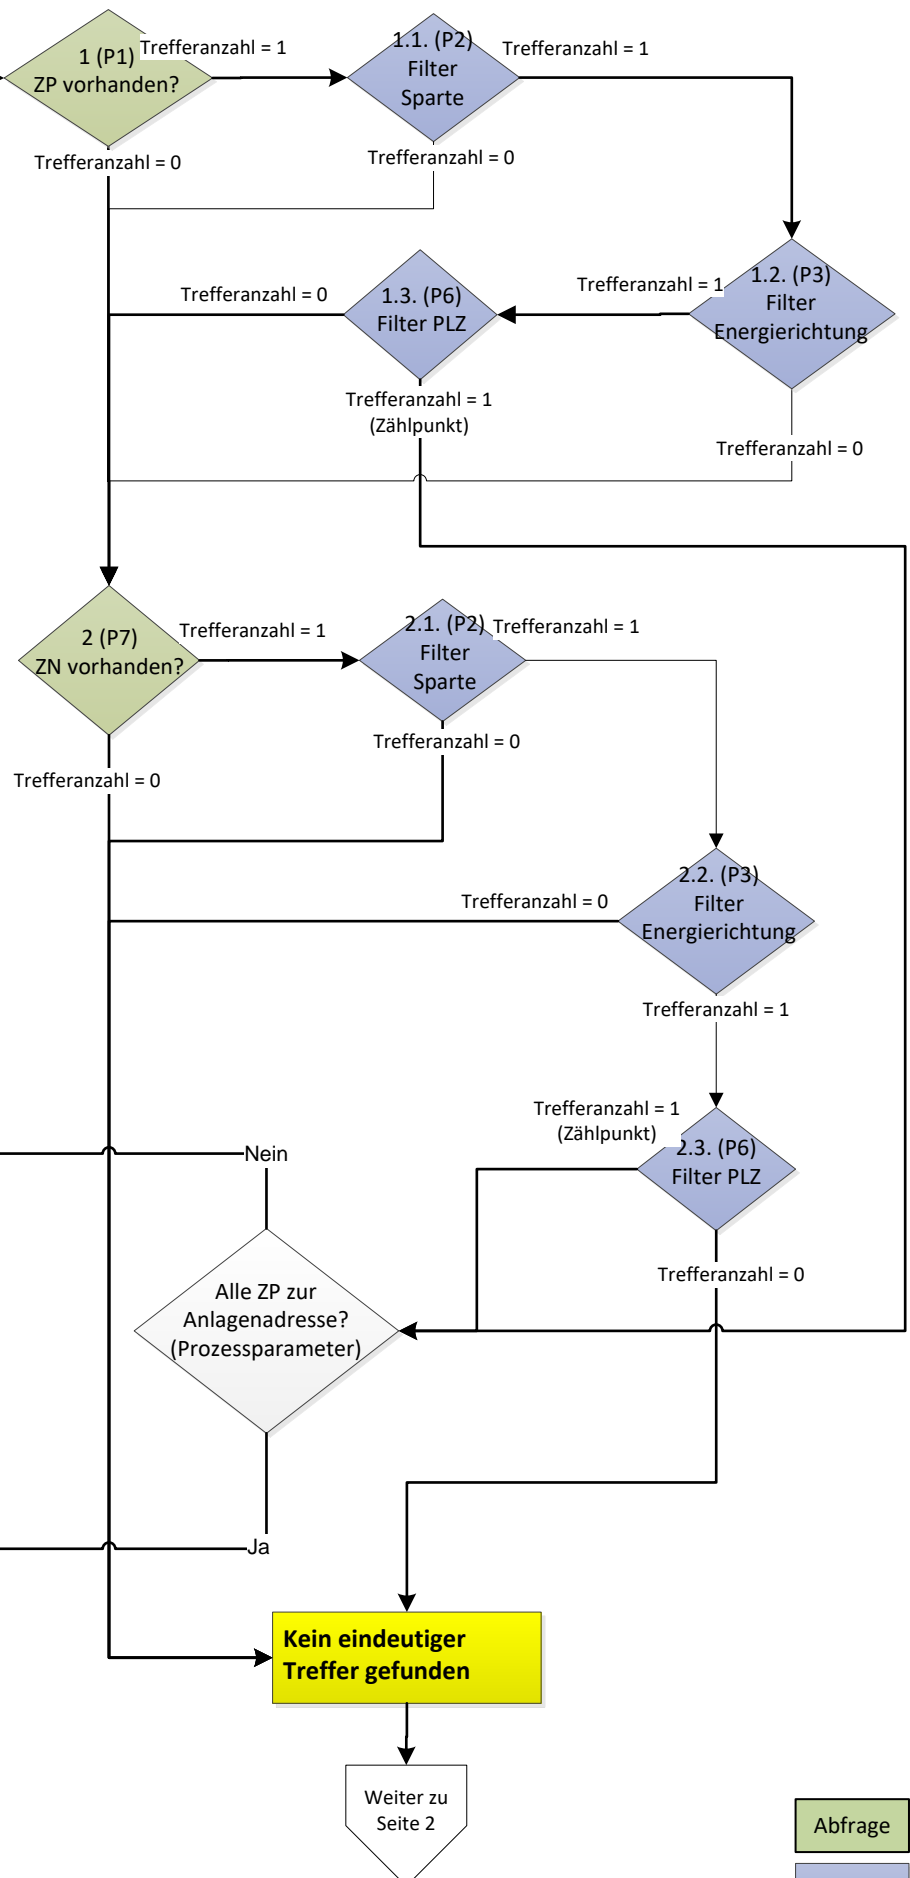 1 (P1)
ZP vorhanden?
Trefferanzahl = 1
1.1. (P2)
Filter
Sparte
Trefferanzahl = 1
Trefferanzahl = 0
Trefferanzahl = 0
1.2. (P3)
Filter
Energierichtung
Trefferanzahl = 1
1.3. (P6)
Filter PLZ
Trefferanzahl = 0
Trefferanzahl = 1
(Zählpunkt)
Trefferanzahl = 0
2 (P7)
ZN vorhanden?
Trefferanzahl = 1
2.1. (P2)
Filter
Sparte
Trefferanzahl = 1
Trefferanzahl = 0
Trefferanzahl = 0
2.2. (P3)
Filter
Energierichtung
Trefferanzahl = 0
Trefferanzahl = 1
Trefferanzahl = 1
(Zählpunkt)
2.3. (P6)
Filter PLZ
Trefferanzahl = 0
Nein
Alle ZP zur
Anlagenadresse?
(Prozessparameter)
Ja
Kein eindeutiger
Treffer gefunden
Weiter zu
Seite 2
Abfrage